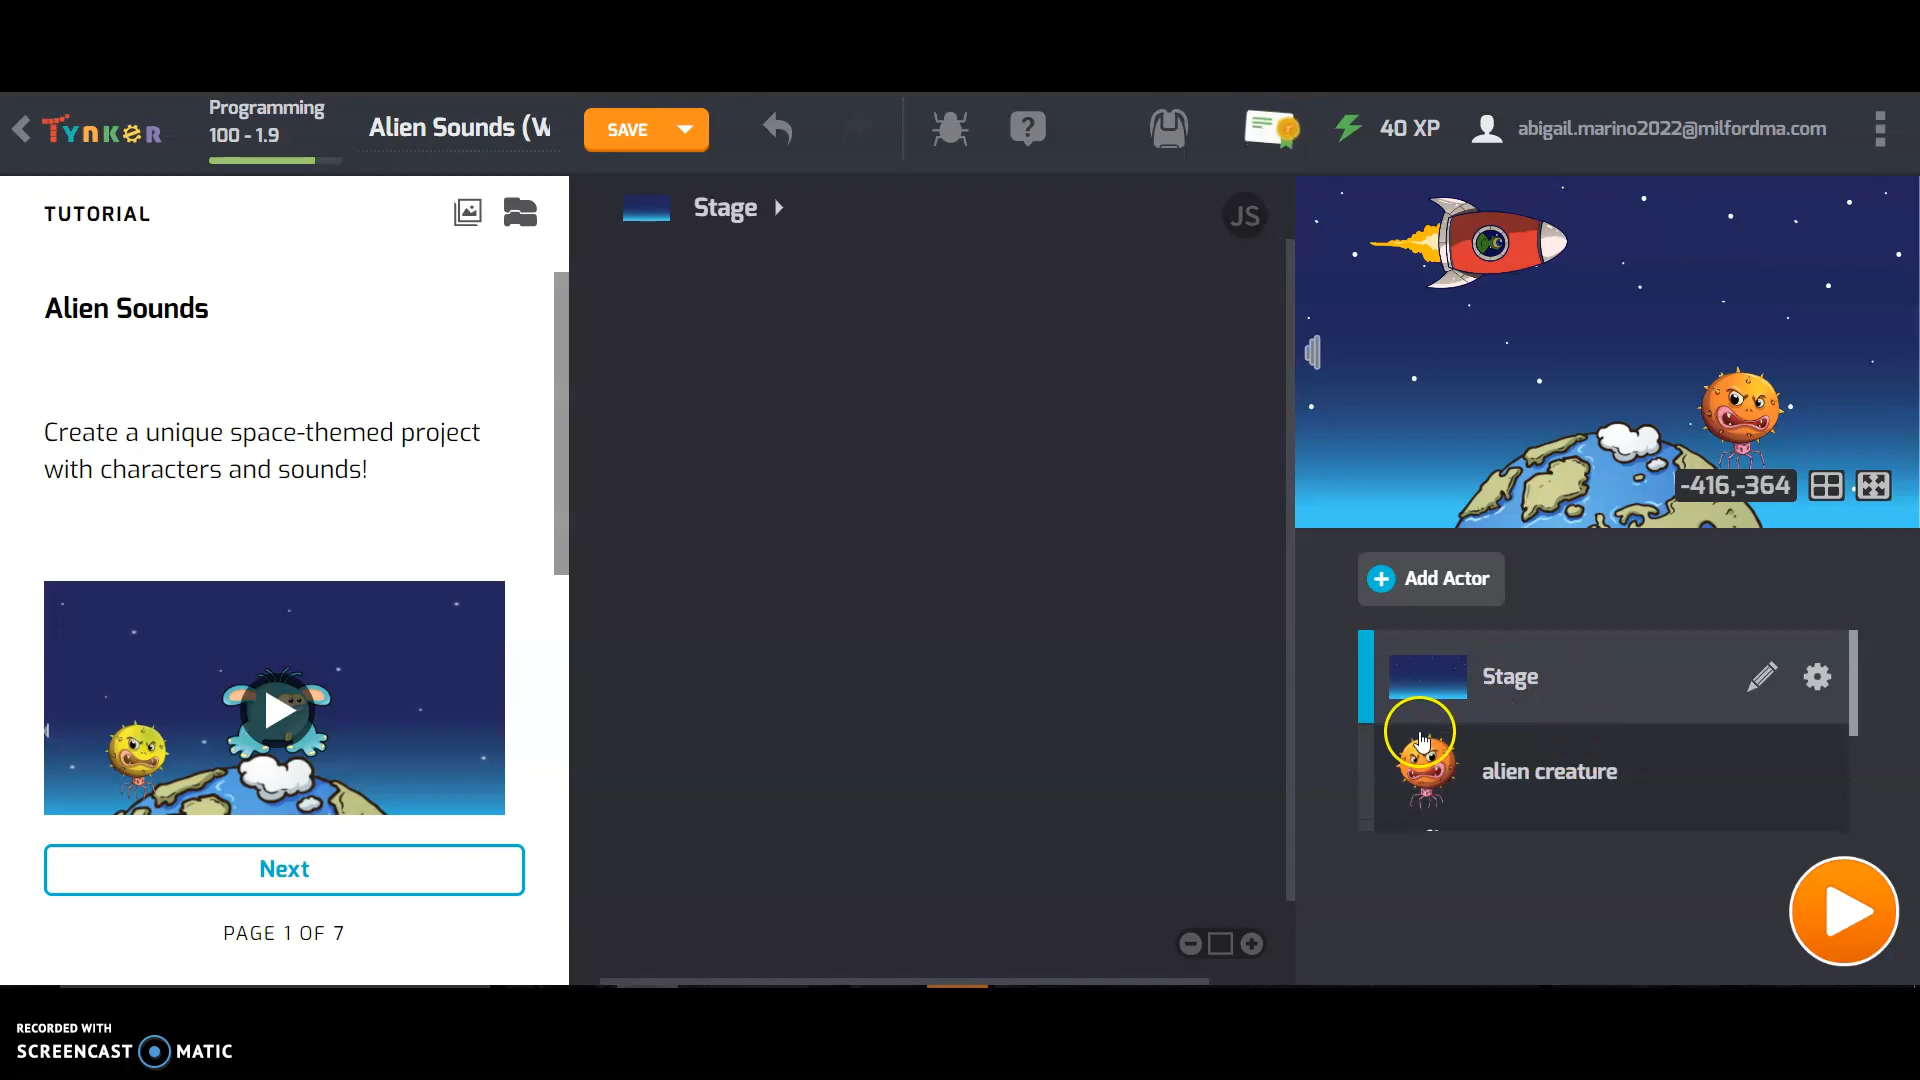 TYNKER
Programming
100 - 1.9
Alien Sounds (W
SAVE
?
40 XP
abigail.marino2022@milfordma.com
TUTORIAL
Stage
JS
Alien Sounds
Create a unique space-themed project
with characters and sounds!
-416,-364
Add Actor
Stage
alien creature
Next
PAGE 1 OF 7
RECORDED WITH
SCREENCAST MATIC